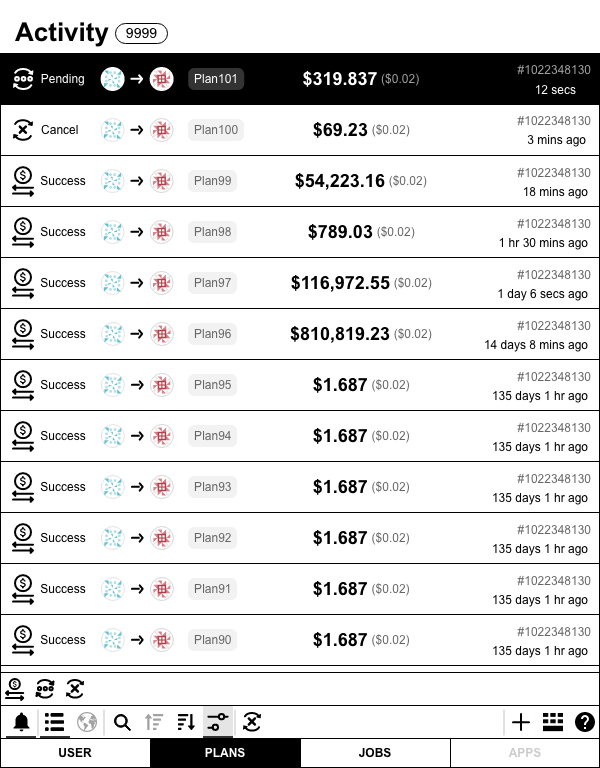 Activity 9999
Pending Plan101 $319.837 ($0.02) #1022348130
12 secs
Cancel Plan100 $69.23 ($0.02) #1022348130
3 mins ago
Success Plan99 $54,223.16 ($0.02) #1022348130
18 mins ago
Success Plan98 $789.03 ($0.02) #1022348130
1 hr 30 mins ago
Success Plan97 $116,972.55 ($0.02) #1022348130
1 day 6 secs ago
Success Plan96 $810,819.23 ($0.02) #1022348130
14 days 8 mins ago
Success Plan95 $1.687 ($0.02) #1022348130
135 days 1 hr ago
Success Plan94 $1.687 ($0.02) #1022348130
135 days 1 hr ago
Success Plan93 $1.687 ($0.02) #1022348130
135 days 1 hr ago
Success Plan92 $1.687 ($0.02) #1022348130
135 days 1 hr ago
Success Plan91 $1.687 ($0.02) #1022348130
135 days 1 hr ago
Success Plan90 $1.687 ($0.02) #1022348130
135 days 1 hr ago
USER PLANS JOBS APPS